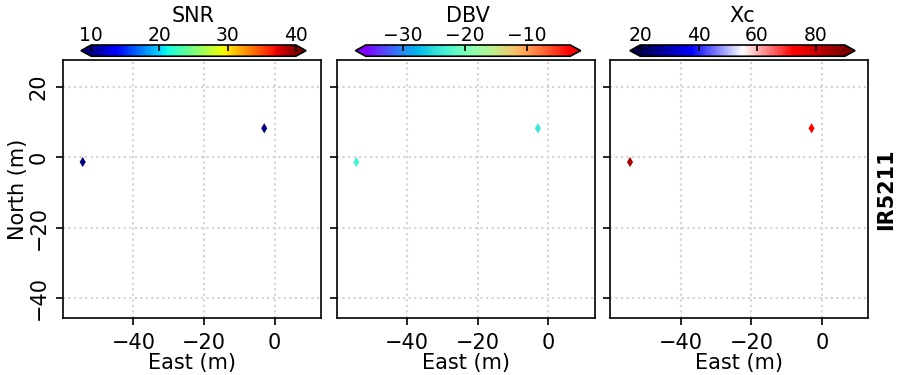 SNR DBV Xc
10 20 30 40 −30 −20 −10 20 40 60 80
20
0
−20
−40
North (m)
IR5211
−40 −20 0 −40 −20 0 −40 −20 0
East (m) East (m) East (m)